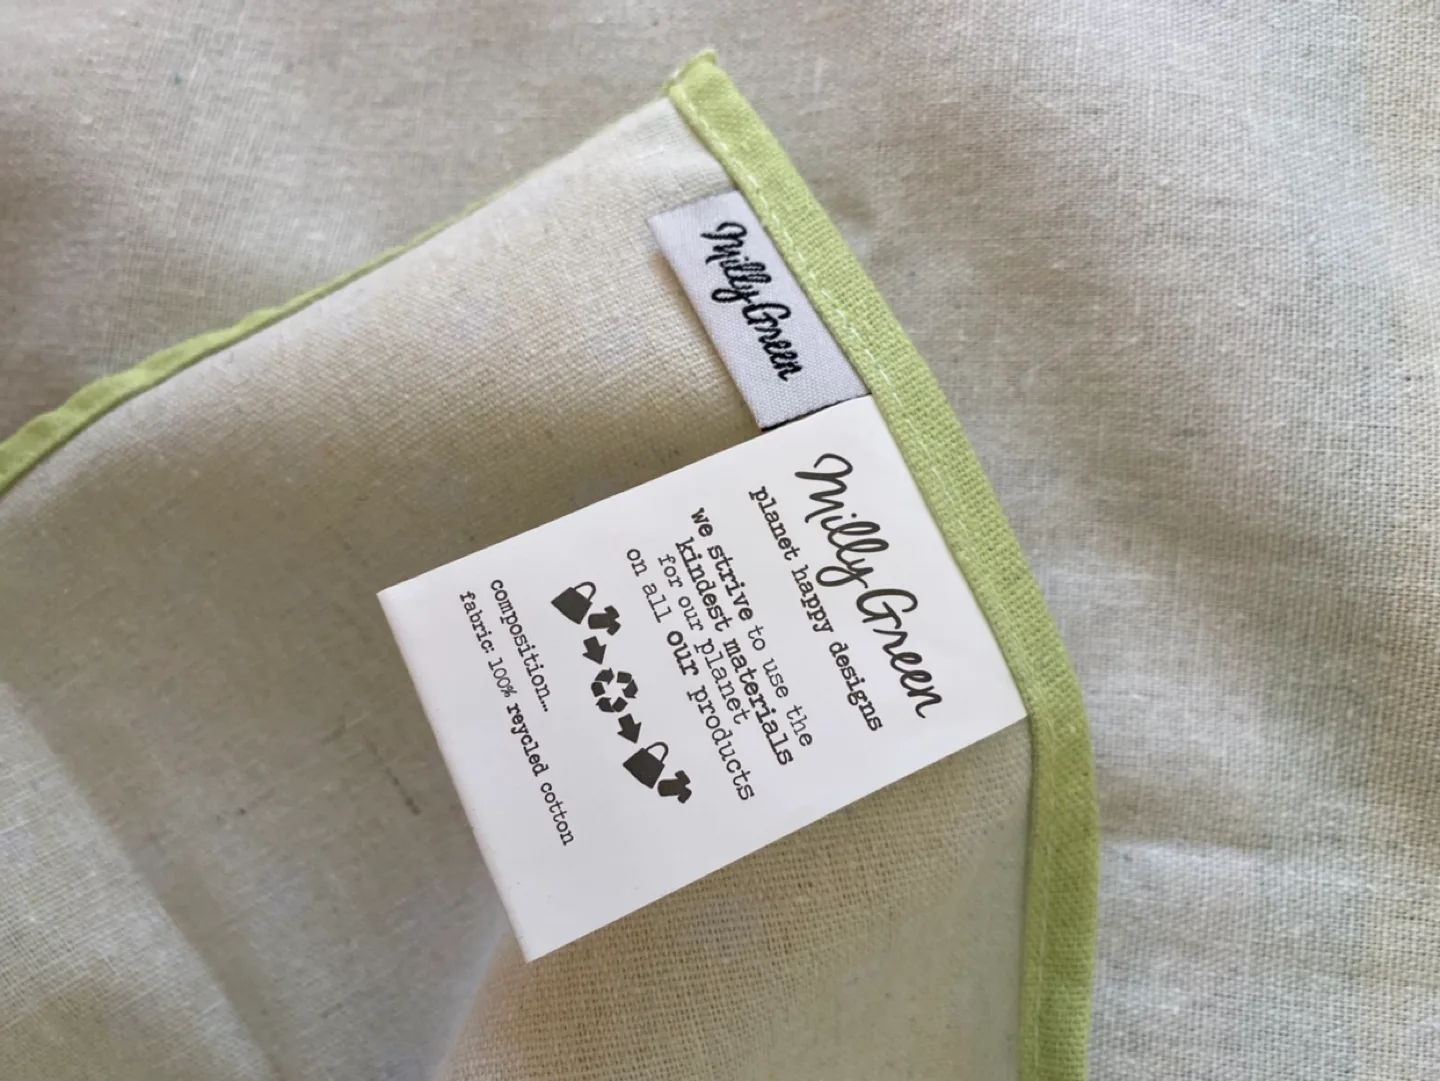 Milly Green
Milly Green
planet happy designs
we strive to use the
kindest materials
for our planet
on all our products
composition...
fabric: 100% reycled cotton